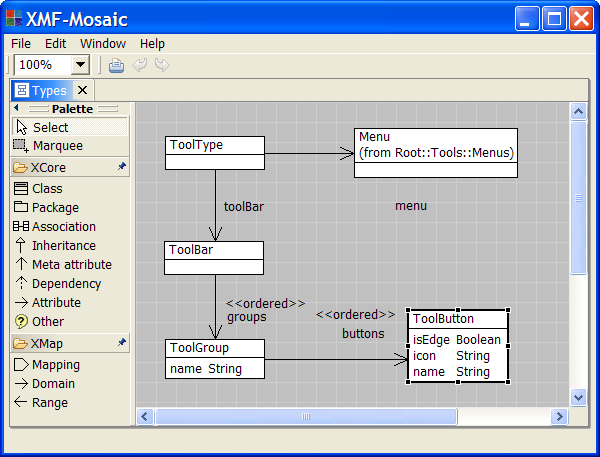 XMF-Mosaic
File Edit Window Help
100%
Types
Palette
Select
Marquee
XCore
Class
Package
Association
Inheritance
Meta attribute
Dependency
Attribute
Other
XMap
Mapping
Domain
Range
ToolType
Menu
(from Root::Tools::Menus)
toolBar
menu
ToolBar
<<ordered>>
groups
<<ordered>>
buttons
ToolGroup
name String
ToolButton
isEdge Boolean
icon String
name String